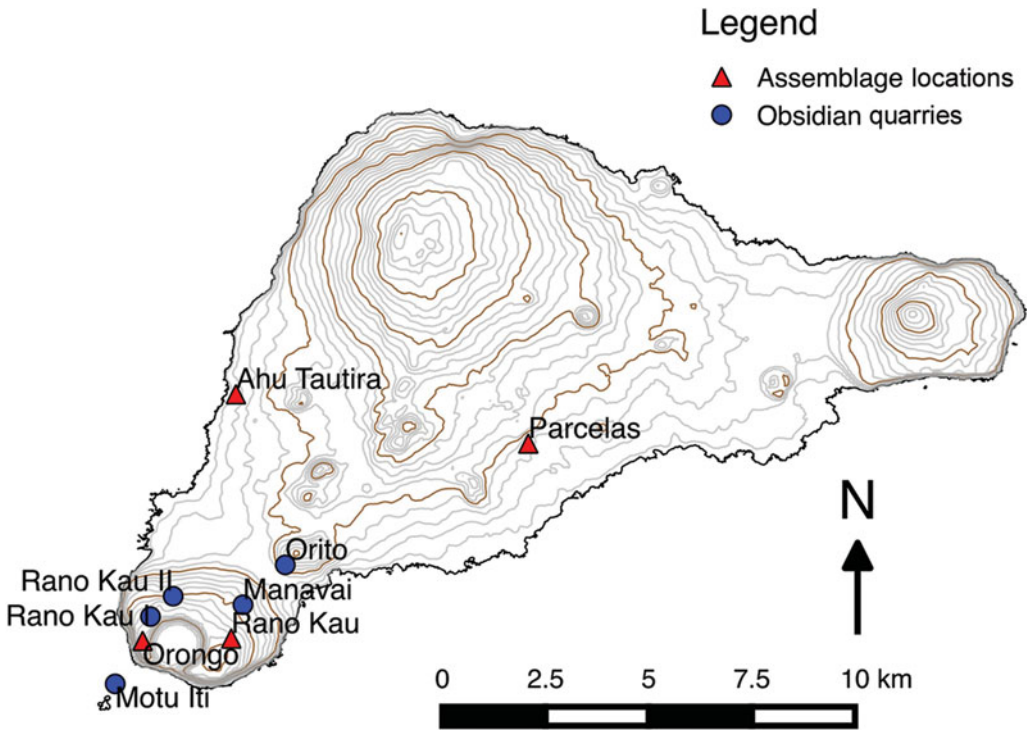 Legend
Assemblage locations
Obsidian quarries
Ahu Tautira
Parcelas
N
Orito
Rano Kau II
Manavai
Rano Kau I
Rano Kau
Orongo
Motu Iti
0 2.5 5 7.5 10 km